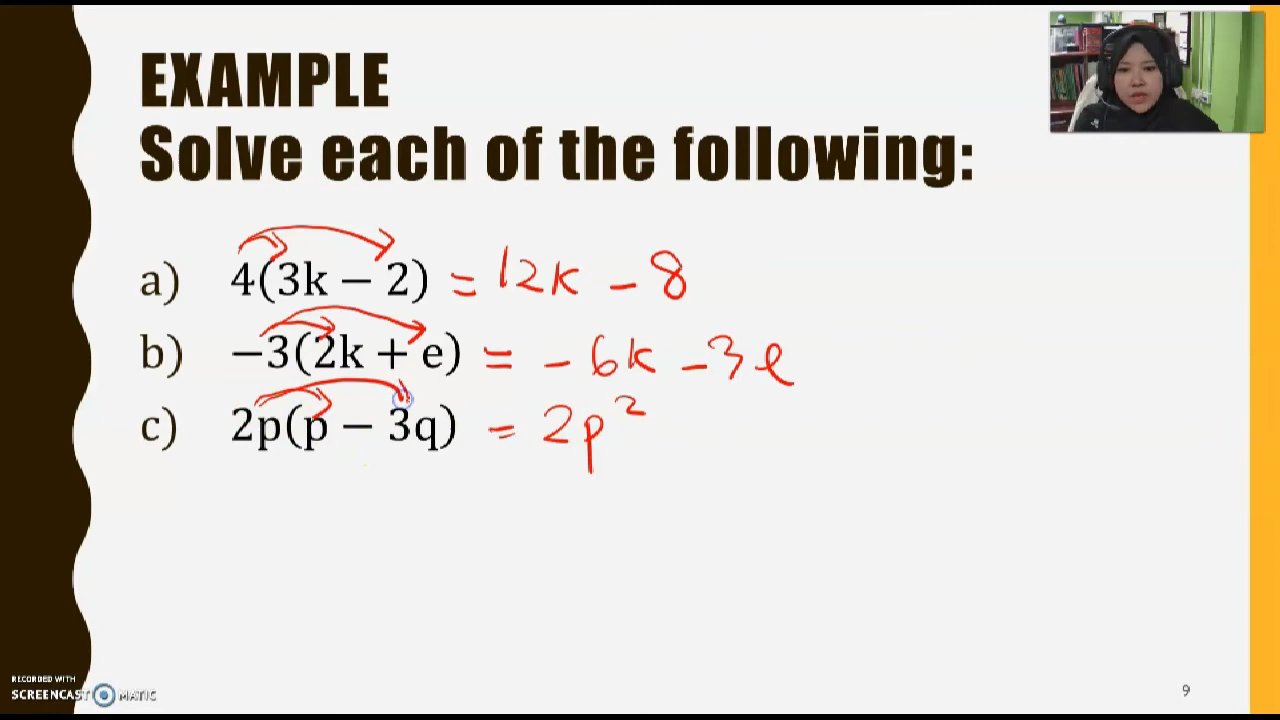 EXAMPLE
Solve each of the following:
a) 4(3k − 2) = 12k - 8
b) −3(2k + e) = - 6k - 3e
c) 2p(p − 3q) = 2p²
RECORDED WITH
SCREENCAST MATIC
9